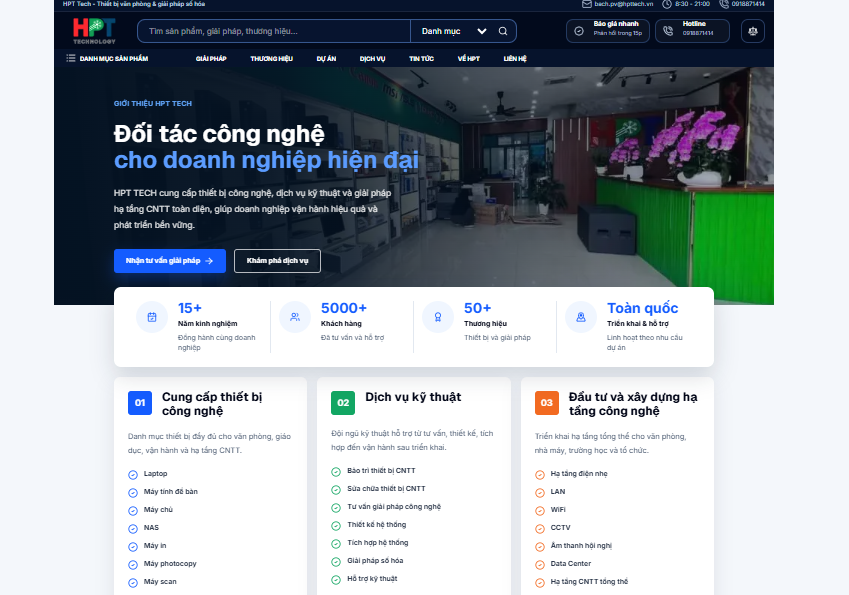 HPT Tech - Thiết bị văn phòng & giải pháp số hóa
bach.pv@hpttech.vn
8:30 - 21:00
0918871414
HPT
TECHNOLOGY
Tìm sản phẩm, giải pháp, thương hiệu...
Danh mục
Báo giá nhanh
Phản hồi trong 15p
Hotline
0918871414
DANH MỤC SẢN PHẨM
GIẢI PHÁP
THƯƠNG HIỆU
DỰ ÁN
DỊCH VỤ
TIN TỨC
VỀ HPT
LIÊN HỆ
GIỚI THIỆU HPT TECH
Đối tác công nghệ
cho doanh nghiệp hiện đại
HPT TECH cung cấp thiết bị công nghệ, dịch vụ kỹ thuật và giải pháp
hạ tầng CNTT toàn diện, giúp doanh nghiệp vận hành hiệu quả và
phát triển bền vững.
Nhận tư vấn giải pháp →
Khám phá dịch vụ
15+
Năm kinh nghiệm
Đồng hành cùng doanh
nghiệp
5000+
Khách hàng
Đã tư vấn và hỗ trợ
50+
Thương hiệu
Thiết bị và giải pháp
Toàn quốc
Triển khai & hỗ trợ
Linh hoạt theo nhu cầu
dự án
01
Cung cấp thiết bị
công nghệ
Danh mục thiết bị đầy đủ cho văn phòng, giáo
dục, vận hành và hạ tầng CNTT.
Laptop
Máy tính để bàn
Máy chủ
NAS
Máy in
Máy photocopy
Máy scan
02
Dịch vụ kỹ thuật
Đội ngũ kỹ thuật hỗ trợ từ tư vấn, thiết kế, tích
hợp đến vận hành sau triển khai.
Bảo trì thiết bị CNTT
Sửa chữa thiết bị CNTT
Tư vấn giải pháp công nghệ
Thiết kế hệ thống
Tích hợp hệ thống
Giải pháp số hóa
Hỗ trợ kỹ thuật
03
Đầu tư và xây dựng hạ
tầng công nghệ
Triển khai hạ tầng tổng thể cho văn phòng,
nhà máy, trường học và tổ chức.
Hạ tầng điện nhẹ
LAN
WiFi
CCTV
Âm thanh hội nghị
Data Center
Hạ tầng CNTT tổng thể